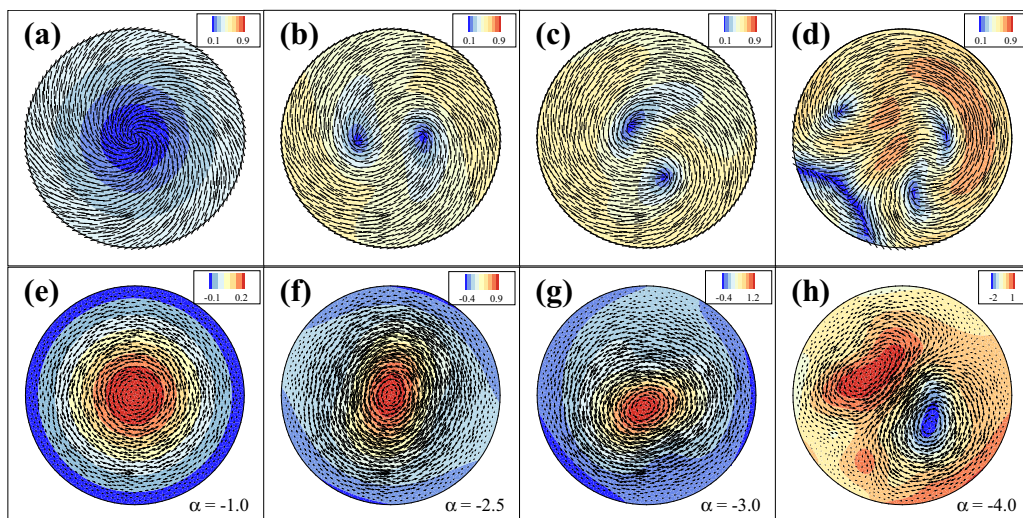 (a) 0.1 0.9
(b) 0.1 0.9
(c) 0.1 0.9
(d) 0.1 0.9
(e) -0.1 0.2
α = -1.0
(f) -0.4 0.9
α = -2.5
(g) -0.4 1.2
α = -3.0
(h) -2 1
α = -4.0